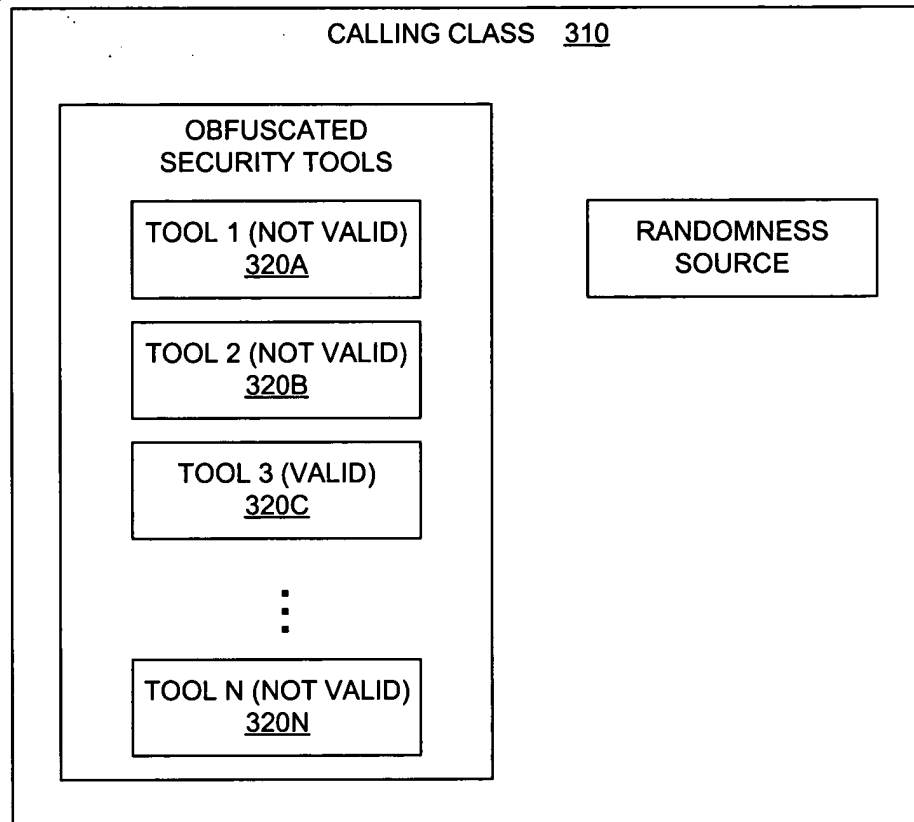 CALLING CLASS 310
OBFUSCATED
SECURITY TOOLS
TOOL 1 (NOT VALID)
320A
TOOL 2 (NOT VALID)
320B
TOOL 3 (VALID)
320C
TOOL N (NOT VALID)
320N
RANDOMNESS
SOURCE